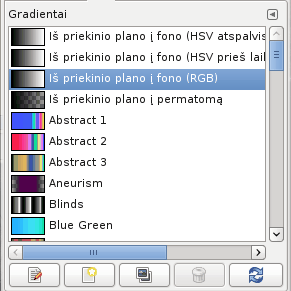 Gradientai
Iš priekinio plano į fono (HSV atspalvis
Iš priekinio plano į fono (HSV prieš lail
Iš priekinio plano į fono (RGB)
Iš priekinio plano į permatomą
Abstract 1
Abstract 2
Abstract 3
Aneurism
Blinds
Blue Green